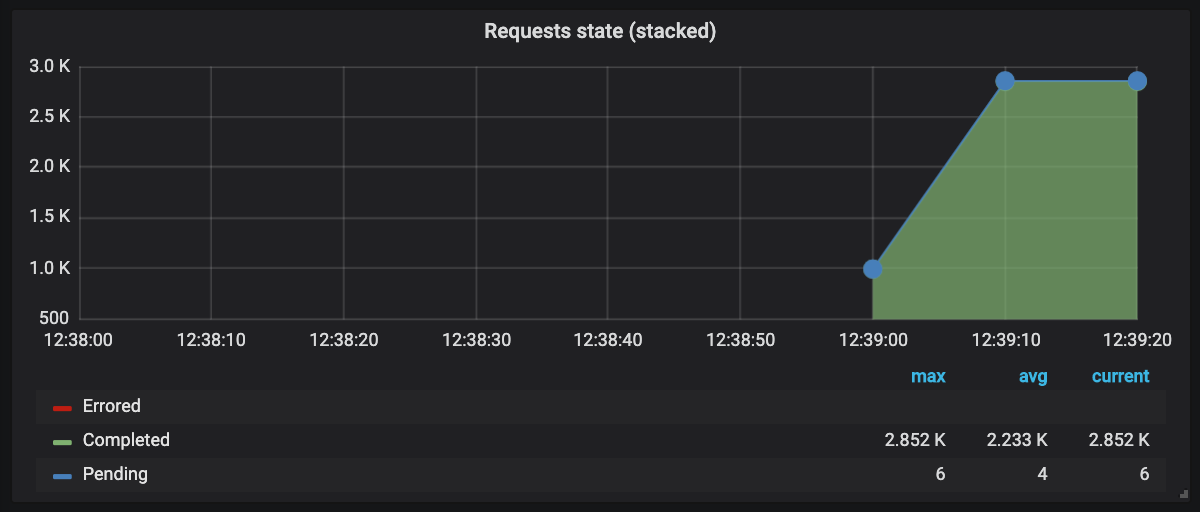 Requests state (stacked)
3.0 K
2.5 K
2.0 K
1.5 K
1.0 K
500
12:38:00 12:38:10 12:38:20 12:38:30 12:38:40 12:38:50 12:39:00 12:39:10 12:39:20
max avg current
Errored
Completed 2.852 K 2.233 K 2.852 K
Pending 6 4 6